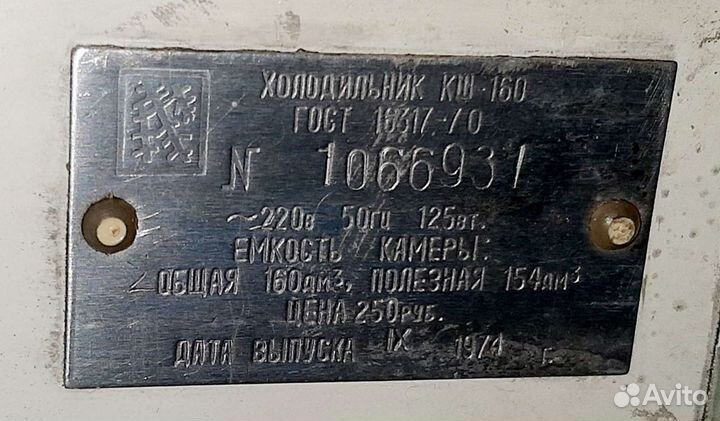 ХОЛОДИЛЬНИК КШ-160
ГОСТ 16317-70
N 1066937
~220в 50гц 125вт.
ЕМКОСТЬ КАМЕРЫ:
ОБЩАЯ 160дм3, ПОЛЕЗНАЯ 154дм³
ЦЕНА 250руб.
ДАТА ВЫПУСКА IX 1974 г.
Avito